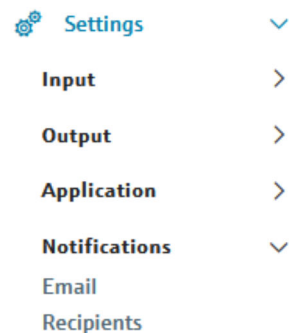 Settings
Input
Output
Application
Notifications
Email
Recipients